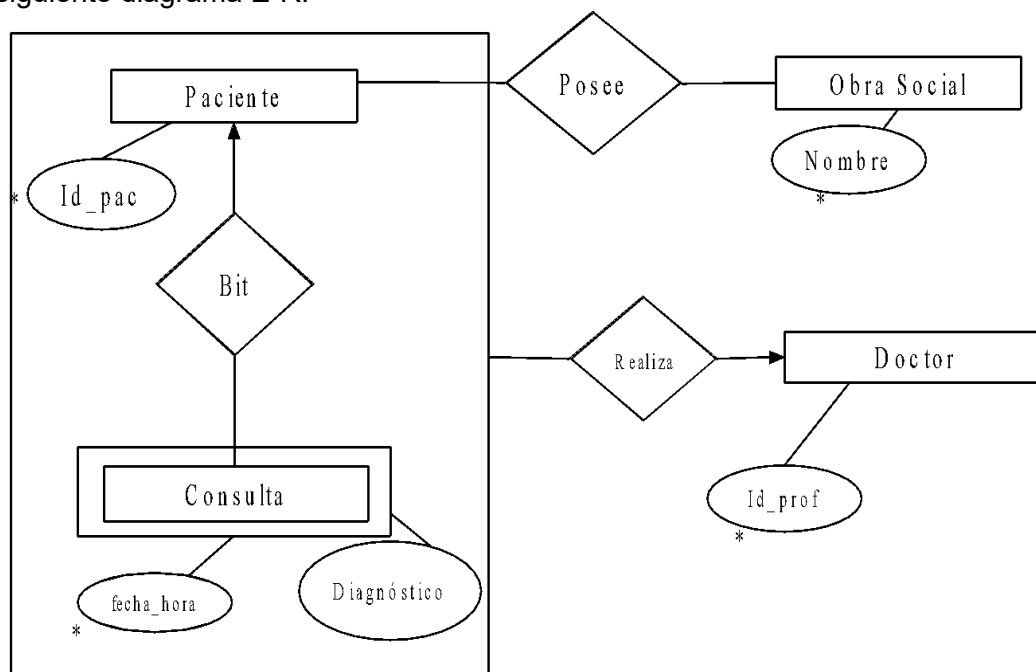 siguiente diagrama E-R.
Paciente
Posee
Obra Social
Id_pac
*
Nombre
*
Bit
Realiza
Doctor
Consulta
Id_prof
*
fecha_hora
*
Diagnóstico